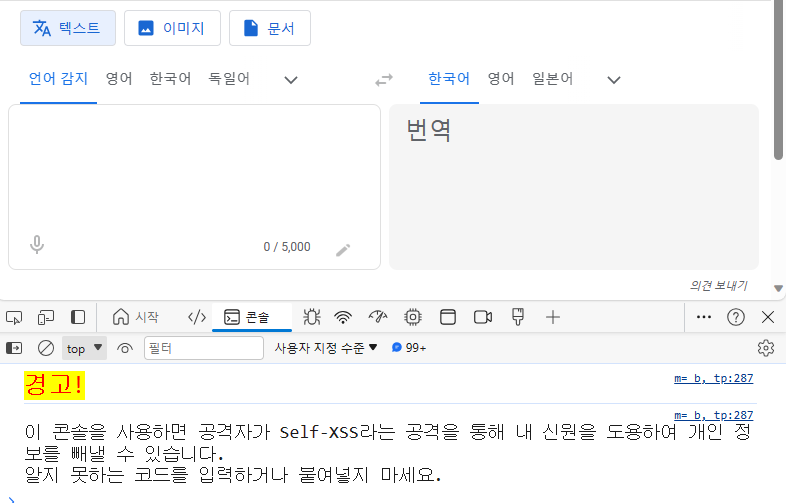 텍스트 이미지 문서
언어 감지 영어 한국어 독일어 한국어 영어 일본어
번역
0 / 5,000
의견 보내기
시작 콘솔
top 필터 사용자 지정 수준 99+
경고! m=_b,_tp:287
m=_b,_tp:287
이 콘솔을 사용하면 공격자가 Self-XSS라는 공격을 통해 내 신원을 도용하여 개인 정
보를 빼낼 수 있습니다.
알지 못하는 코드를 입력하거나 붙여넣지 마세요.